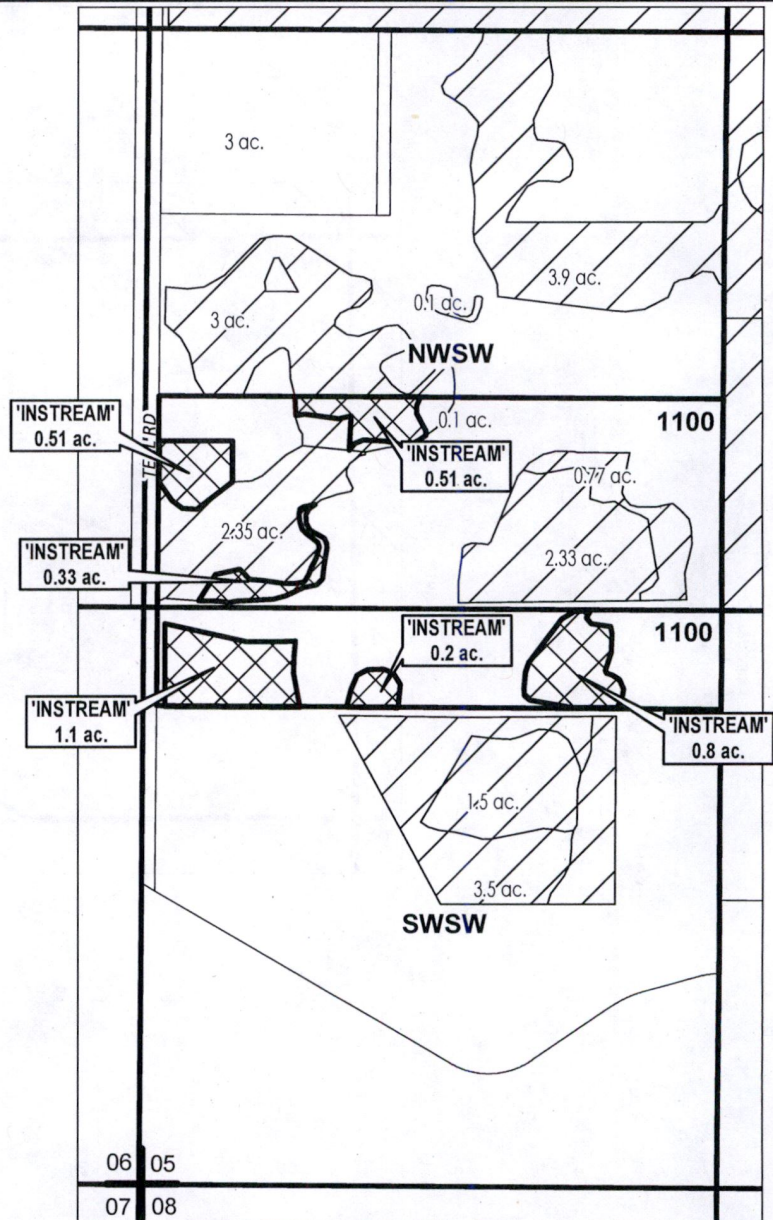 3 ac.
3.9 ac.
0.1 ac.
3 ac.
NWSW
'INSTREAM'
0.51 ac.
0.1 ac.
1100
'INSTREAM'
0.51 ac.
0.77 ac.
2.35 ac.
2.33 ac.
'INSTREAM'
0.33 ac.
'INSTREAM'
0.2 ac.
1100
'INSTREAM'
1.1 ac.
'INSTREAM'
0.8 ac.
1.5 ac.
3.5 ac.
SWSW
06 05
07 08